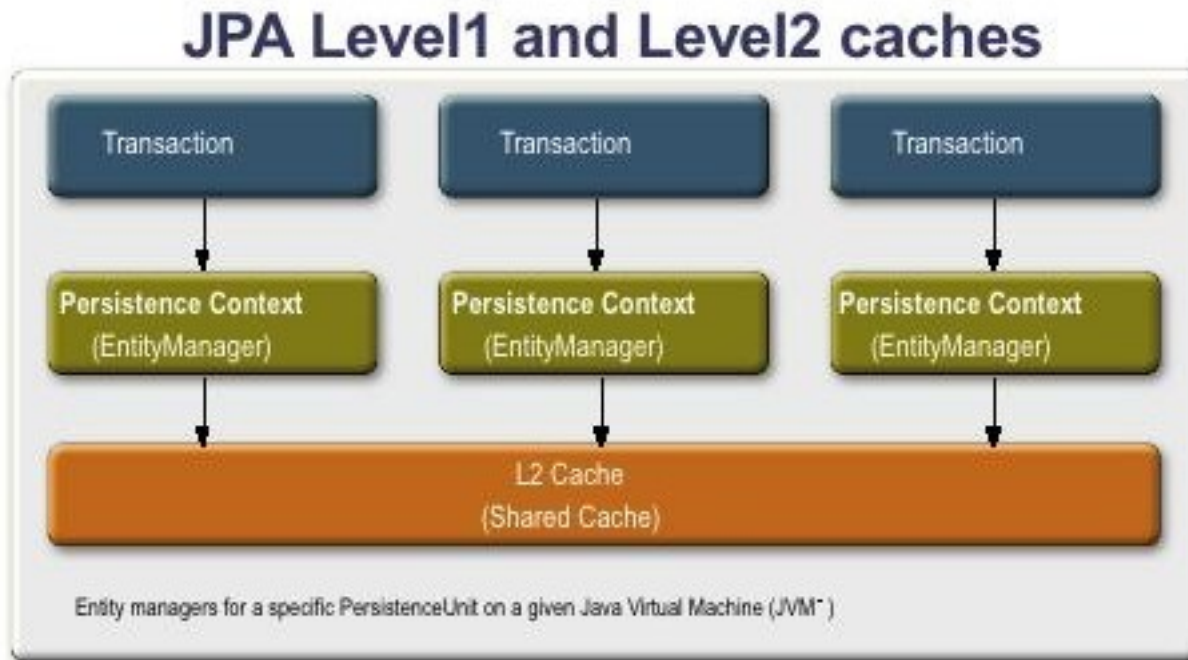 JPA Level1 and Level2 caches
Transaction
Transaction
Transaction
Persistence Context
(EntityManager)
Persistence Context
(EntityManager)
Persistence Context
(EntityManager)
L2 Cache
(Shared Cache)
Entity managers for a specific PersistenceUnit on a given Java Virtual Machine (JVM™ )